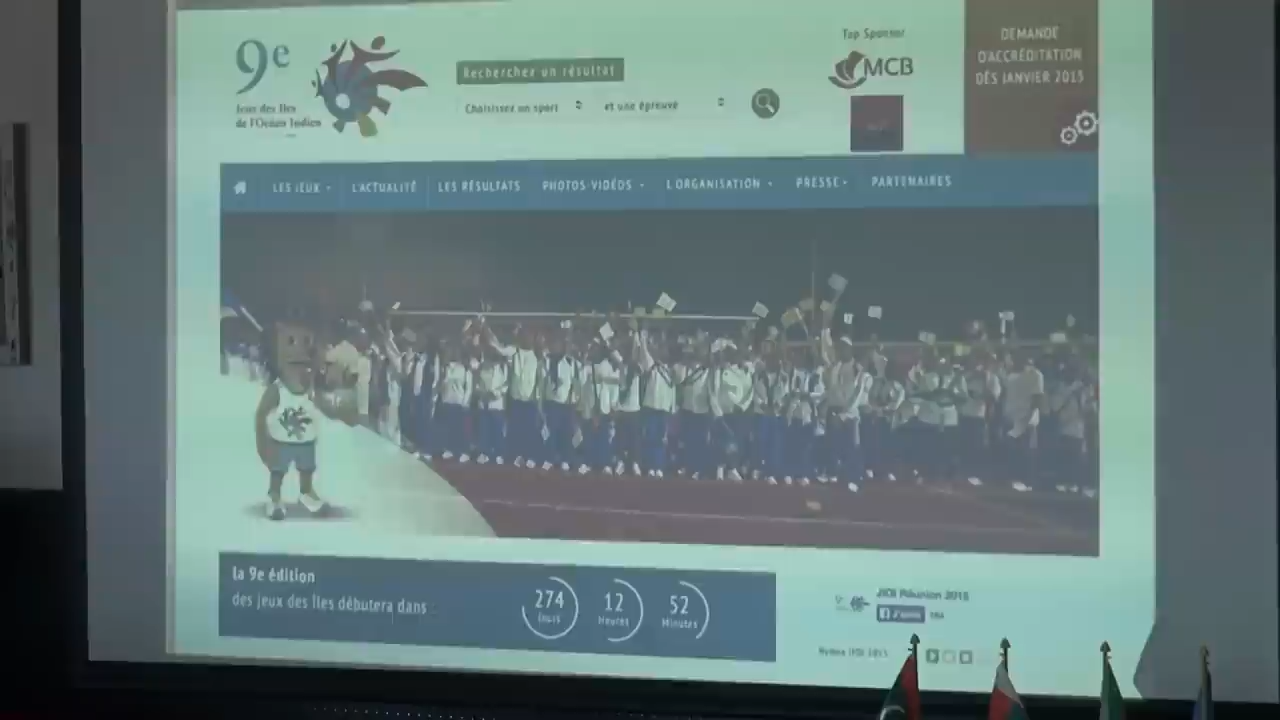 9e
Jeux des Iles
de l'Océan Indien
Rechercher un résultat
Choisissez un sport
et une épreuve
Top Sponsor
MCB
DEMANDE
D'ACCRÉDITATION
DÈS JANVIER 2015
LES JEUX
L'ACTUALITÉ
LES RÉSULTATS
PHOTOS-VIDÉOS
L'ORGANISATION
PRESSE
PARTENAIRES
la 9e édition
des jeux des îles débutera dans
274
Jours
12
Heures
52
Minutes
JIOI Réunion 2015
J'aime